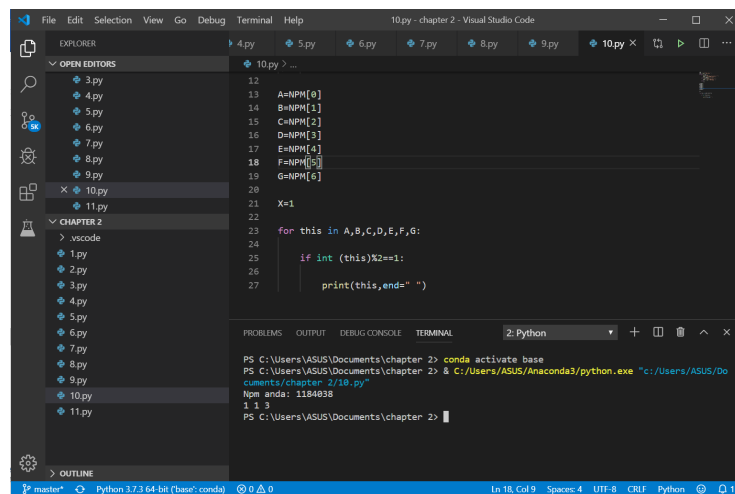 File Edit Selection View Go Debug Terminal Help 10.py - chapter 2 - Visual Studio Code
EXPLORER
4.py 5.py 6.py 7.py 8.py 9.py 10.py
OPEN EDITORS
3.py
4.py
5.py
6.py
7.py
8.py
9.py
10.py
11.py
CHAPTER 2
.vscode
1.py
2.py
3.py
4.py
5.py
6.py
7.py
8.py
9.py
10.py
11.py
OUTLINE
5K
10.py > ...
12
13 A=NPM[0]
14 B=NPM[1]
15 C=NPM[2]
16 D=NPM[3]
17 E=NPM[4]
18 F=NPM[5]
19 G=NPM[6]
20
21 X=1
22
23 for this in A,B,C,D,E,F,G:
24
25 if int (this)%2==1:
26
27 print(this,end=" ")
PROBLEMS OUTPUT DEBUG CONSOLE TERMINAL 2: Python
PS C:\Users\ASUS\Documents\chapter 2> conda activate base
PS C:\Users\ASUS\Documents\chapter 2> & C:/Users/ASUS/Anaconda3/python.exe "c:/Users/ASUS/Do
cuments/chapter 2/10.py"
Npm anda: 1184038
1 1 3
PS C:\Users\ASUS\Documents\chapter 2>
master* Python 3.7.3 64-bit ('base': conda) 0 0 Ln 18, Col 9 Spaces: 4 UTF-8 CRLF Python 1